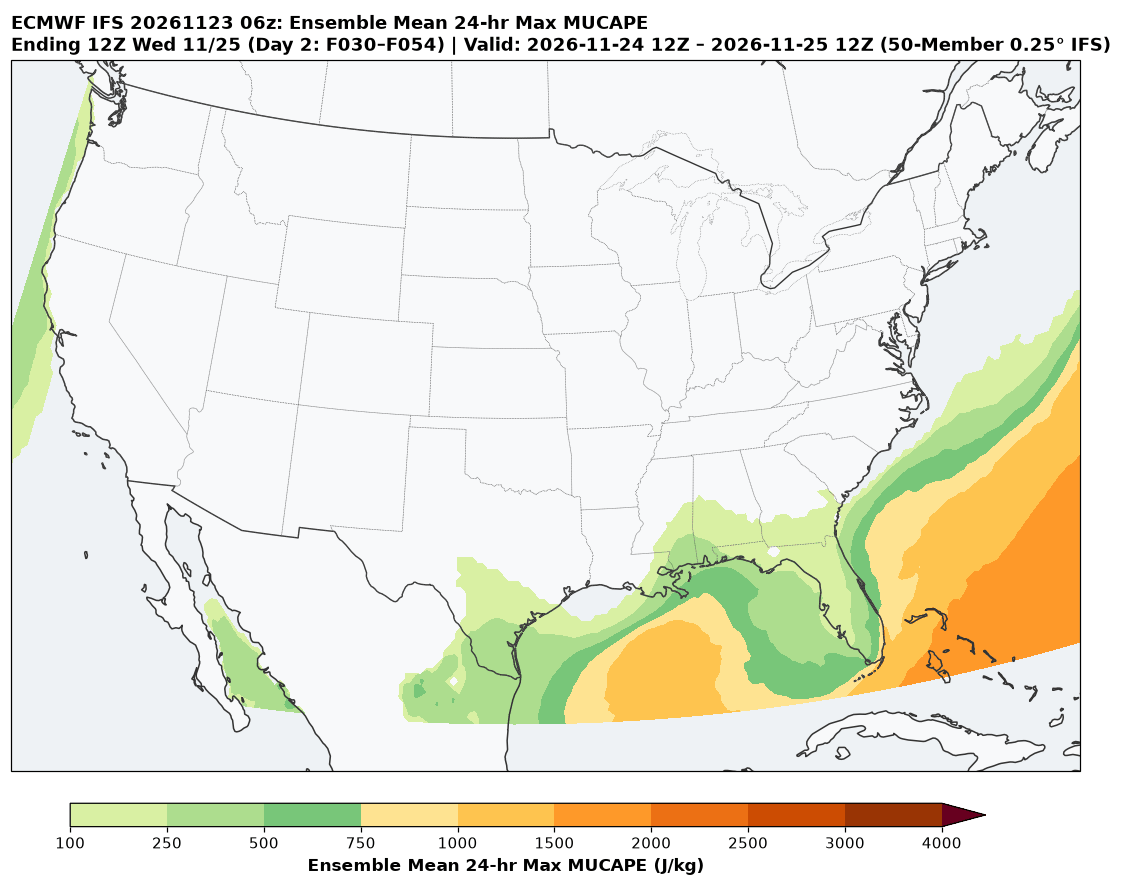 ECMWF IFS 20261123 06z: Ensemble Mean 24-hr Max MUCAPE
Ending 12Z Wed 11/25 (Day 2: F030–F054) | Valid: 2026-11-24 12Z – 2026-11-25 12Z (50-Member 0.25° IFS)
100 250 500 750 1000 1500 2000 2500 3000 4000
Ensemble Mean 24-hr Max MUCAPE (J/kg)